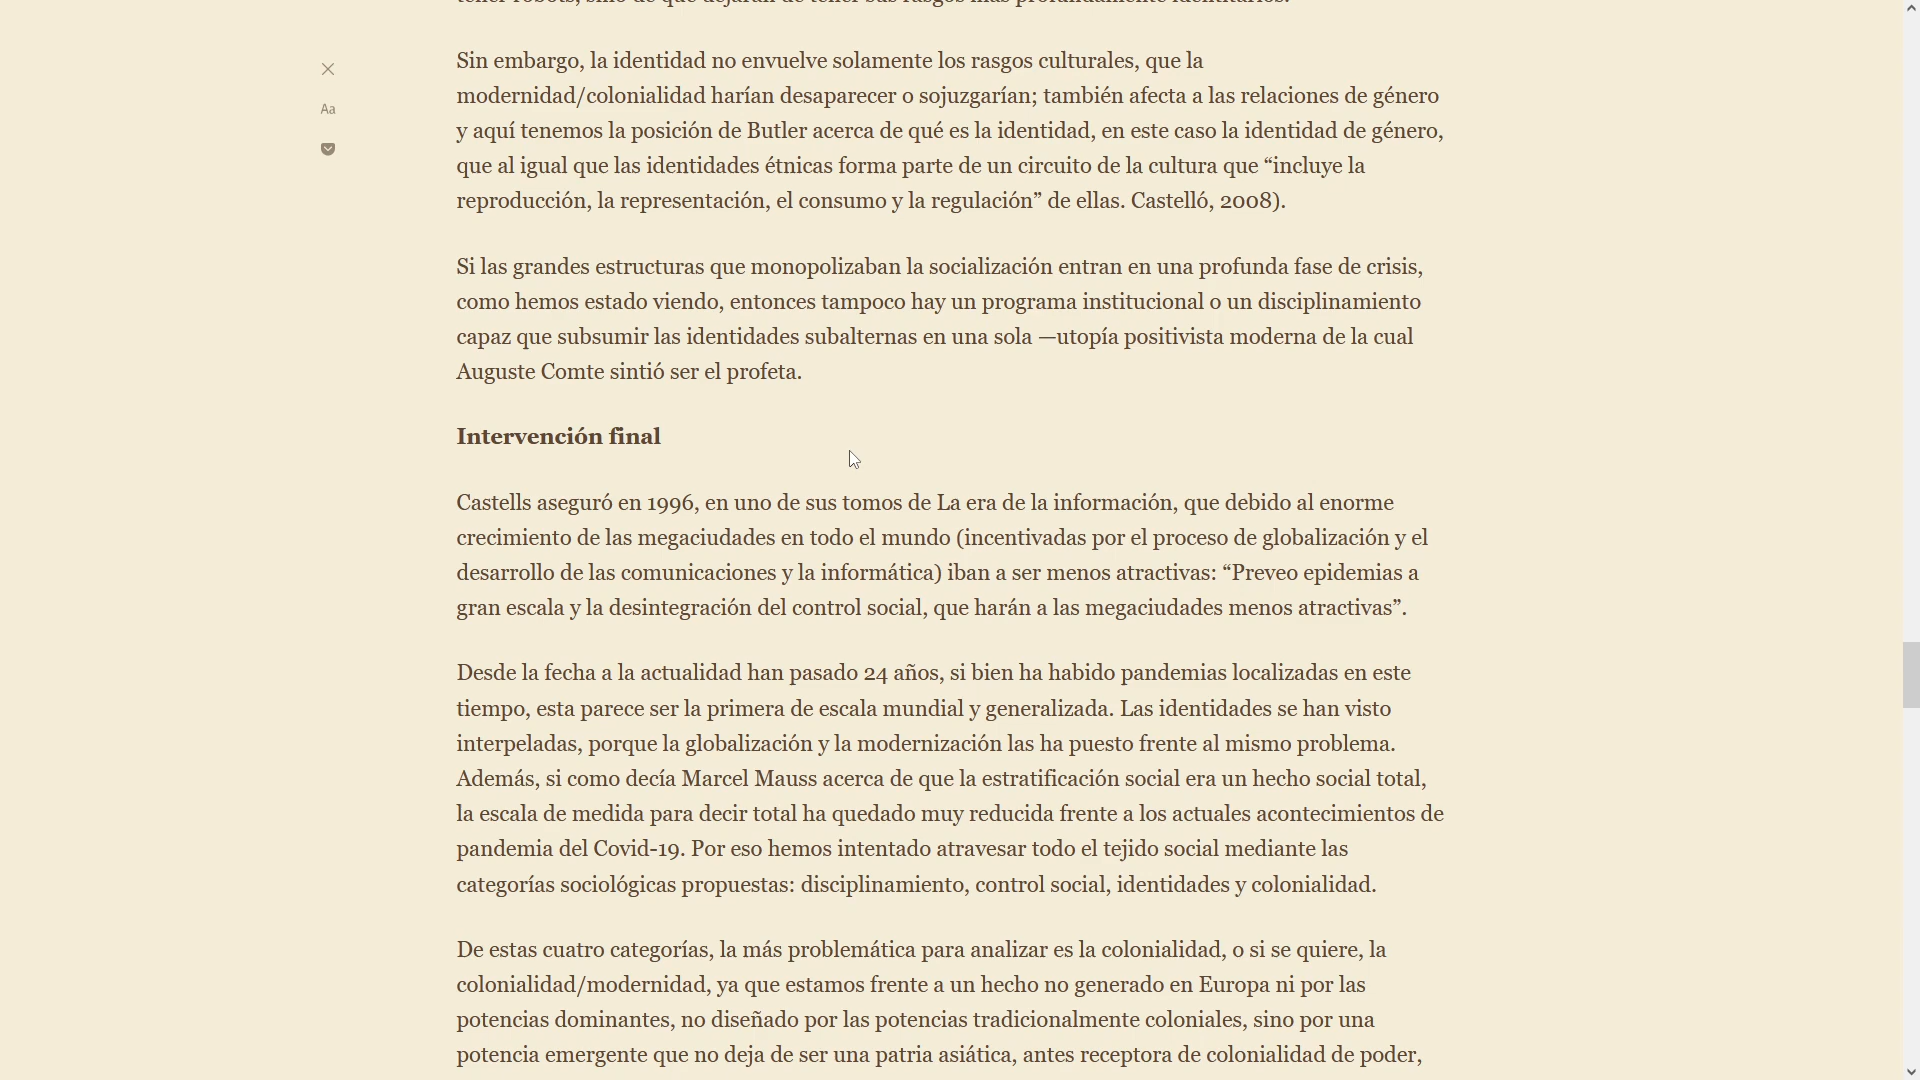 tener robots, sino de que dejarán de tener sus rasgos más profundamente identitarios.
Sin embargo, la identidad no envuelve solamente los rasgos culturales, que la
modernidad/colonialidad harían desaparecer o sojuzgarían; también afecta a las relaciones de género
y aquí tenemos la posición de Butler acerca de qué es la identidad, en este caso la identidad de género,
que al igual que las identidades étnicas forma parte de un circuito de la cultura que “incluye la
reproducción, la representación, el consumo y la regulación” de ellas. Castelló, 2008).
Si las grandes estructuras que monopolizaban la socialización entran en una profunda fase de crisis,
como hemos estado viendo, entonces tampoco hay un programa institucional o un disciplinamiento
capaz que subsumir las identidades subalternas en una sola —utopía positivista moderna de la cual
Auguste Comte sintió ser el profeta.
Intervención final
Castells aseguró en 1996, en uno de sus tomos de La era de la información, que debido al enorme
crecimiento de las megaciudades en todo el mundo (incentivadas por el proceso de globalización y el
desarrollo de las comunicaciones y la informática) iban a ser menos atractivas: “Preveo epidemias a
gran escala y la desintegración del control social, que harán a las megaciudades menos atractivas”.
Desde la fecha a la actualidad han pasado 24 años, si bien ha habido pandemias localizadas en este
tiempo, esta parece ser la primera de escala mundial y generalizada. Las identidades se han visto
interpeladas, porque la globalización y la modernización las ha puesto frente al mismo problema.
Además, si como decía Marcel Mauss acerca de que la estratificación social era un hecho social total,
la escala de medida para decir total ha quedado muy reducida frente a los actuales acontecimientos de
pandemia del Covid-19. Por eso hemos intentado atravesar todo el tejido social mediante las
categorías sociológicas propuestas: disciplinamiento, control social, identidades y colonialidad.
De estas cuatro categorías, la más problemática para analizar es la colonialidad, o si se quiere, la
colonialidad/modernidad, ya que estamos frente a un hecho no generado en Europa ni por las
potencias dominantes, no diseñado por las potencias tradicionalmente coloniales, sino por una
potencia emergente que no deja de ser una patria asiática, antes receptora de colonialidad de poder,
Aa